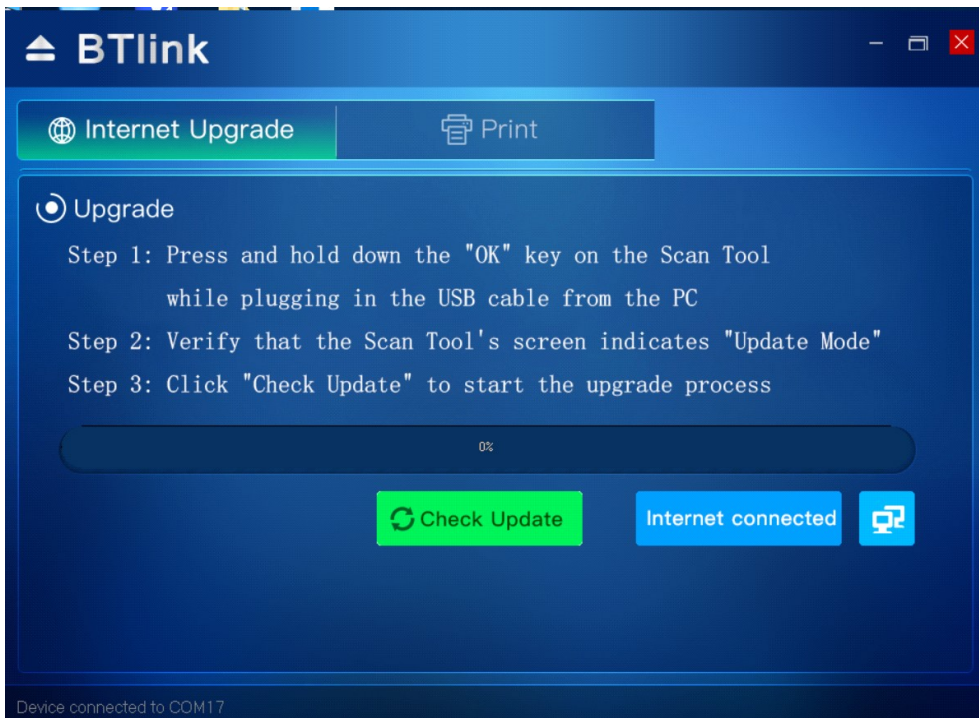 BTlink
Internet Upgrade
Print
Upgrade
Step 1: Press and hold down the "OK" key on the Scan Tool
while plugging in the USB cable from the PC
Step 2: Verify that the Scan Tool's screen indicates "Update Mode"
Step 3: Click "Check Update" to start the upgrade process
0%
Check Update
Internet connected
Device connected to COM17